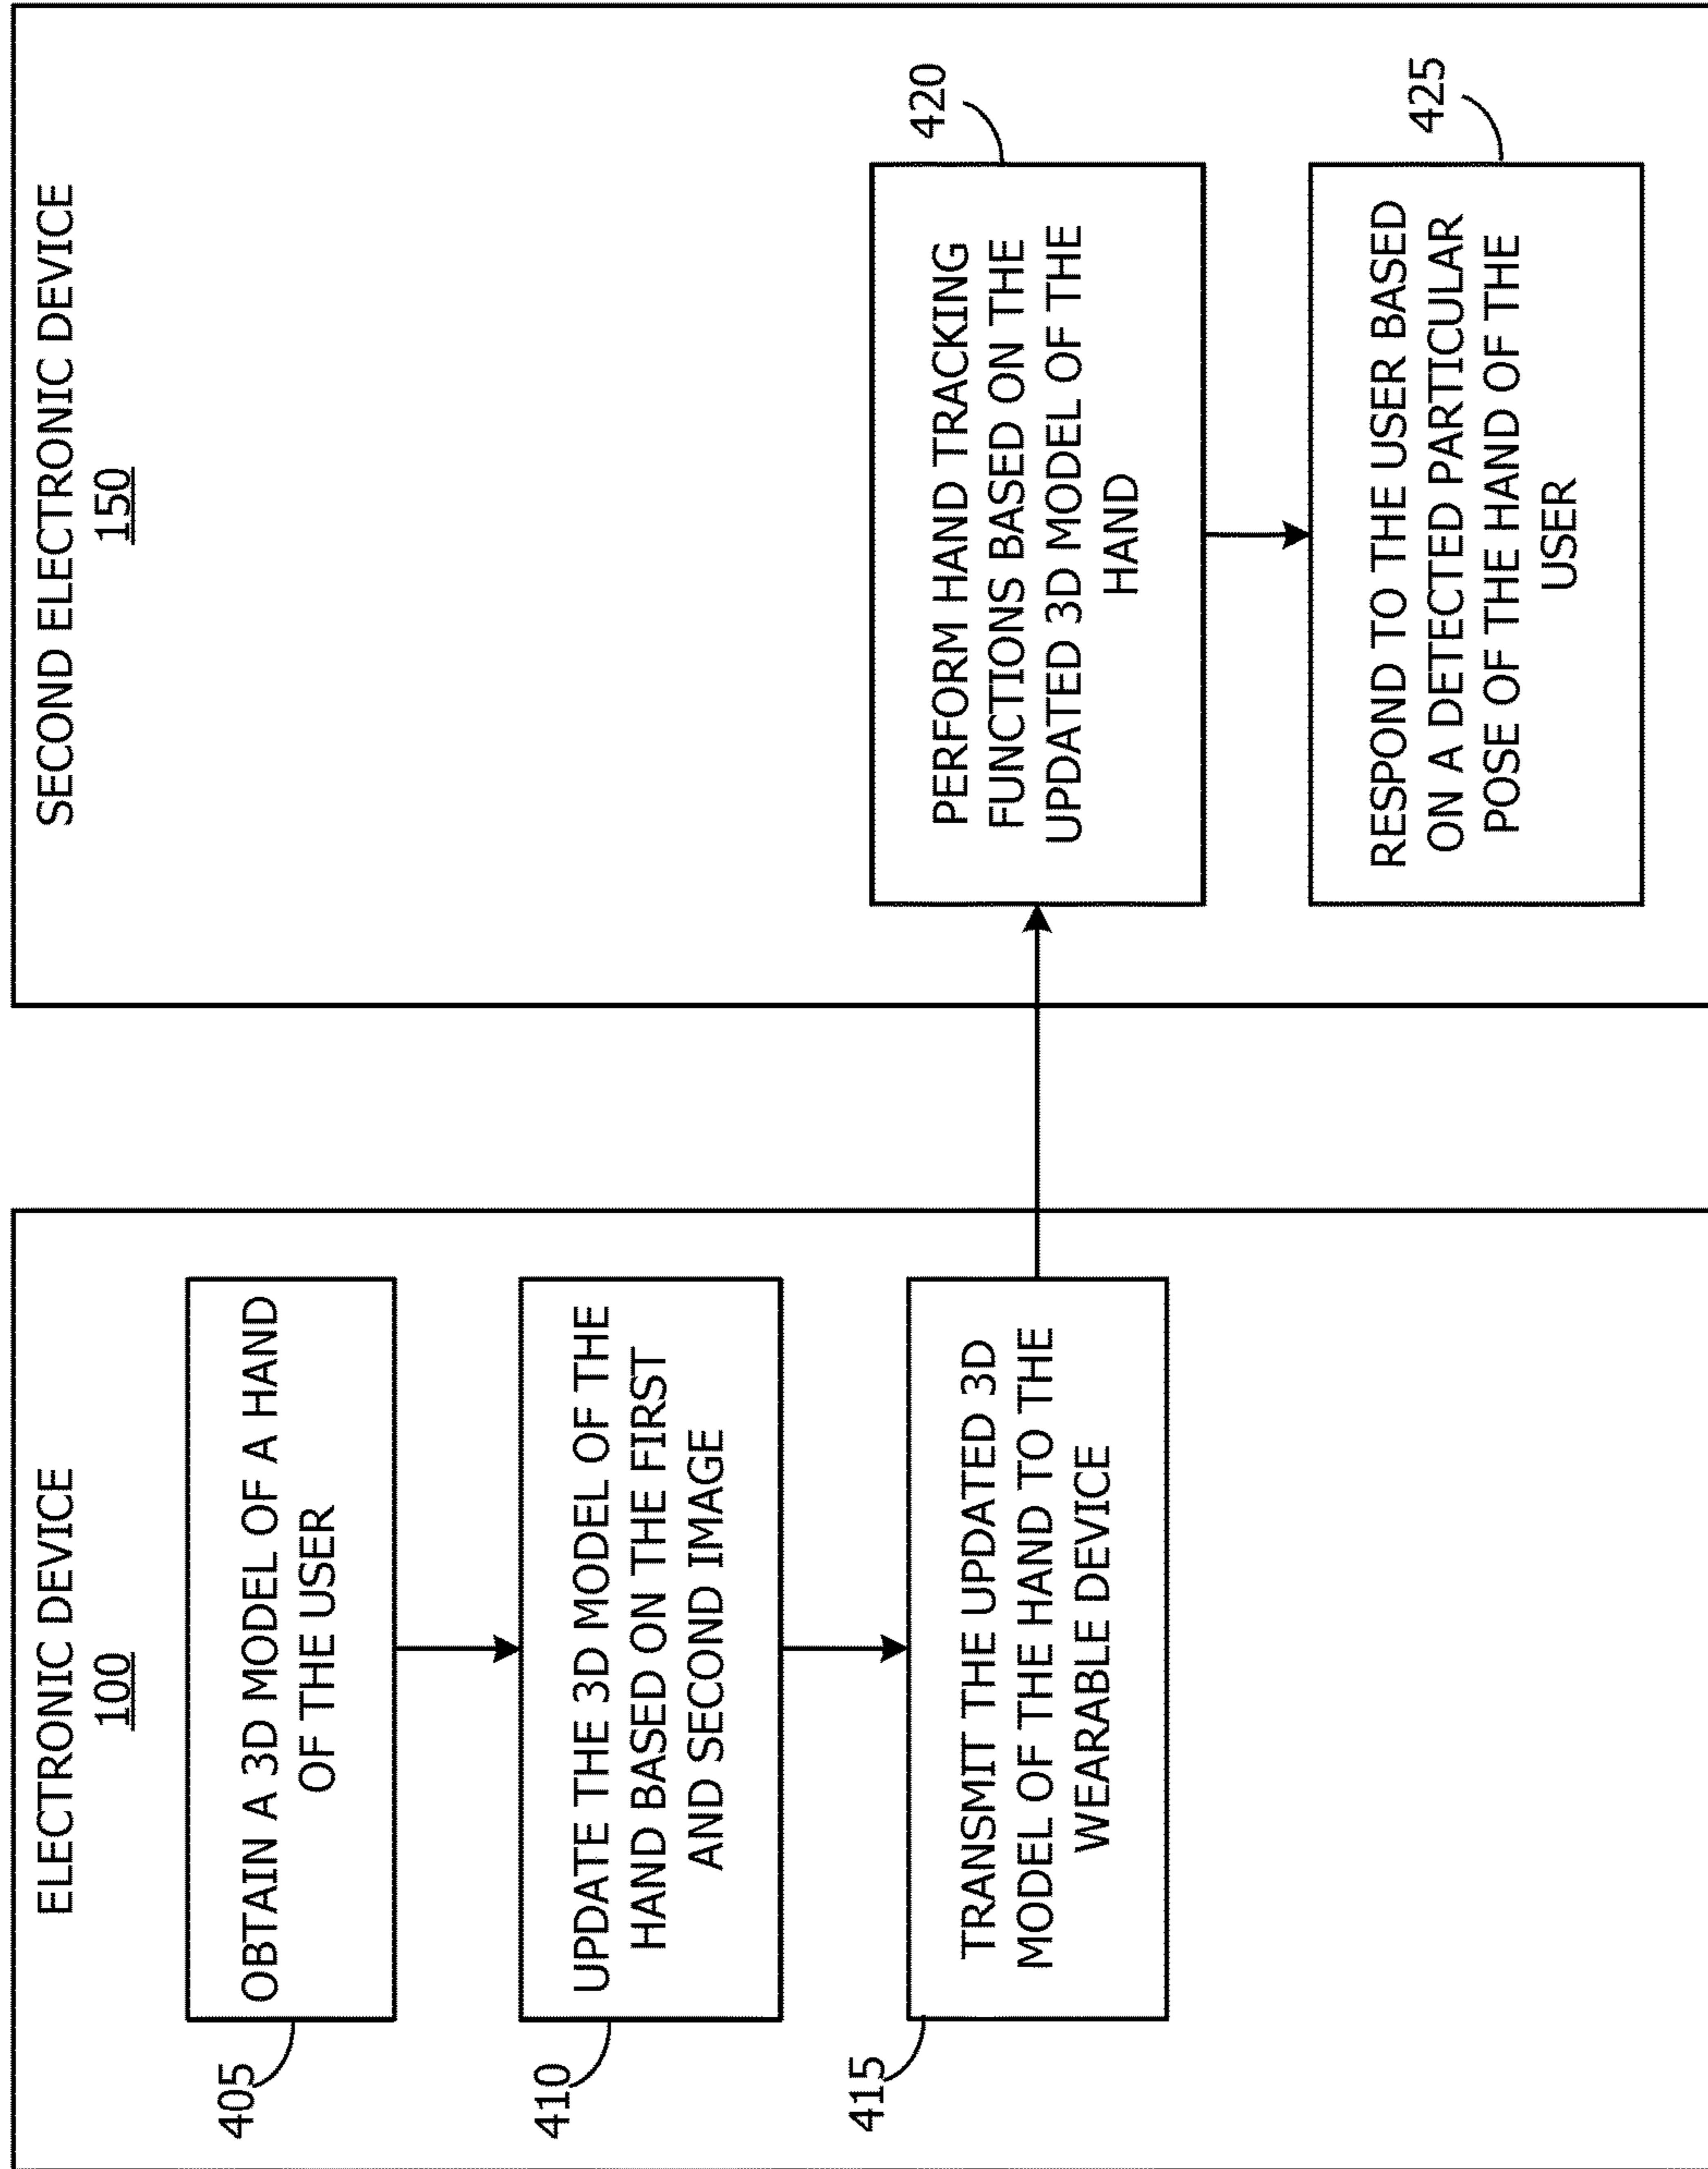 ELECTRONIC DEVICE
100
405
OBTAIN A 3D MODEL OF A HAND
OF THE USER
410
UPDATE THE 3D MODEL OF THE
HAND BASED ON THE FIRST
AND SECOND IMAGE
415
TRANSMIT THE UPDATED 3D
MODEL OF THE HAND TO THE
WEARABLE DEVICE
SECOND ELECTRONIC DEVICE
150
420
PERFORM HAND TRACKING
FUNCTIONS BASED ON THE
UPDATED 3D MODEL OF THE
HAND
425
RESPOND TO THE USER BASED
ON A DETECTED PARTICULAR
POSE OF THE HAND OF THE
USER